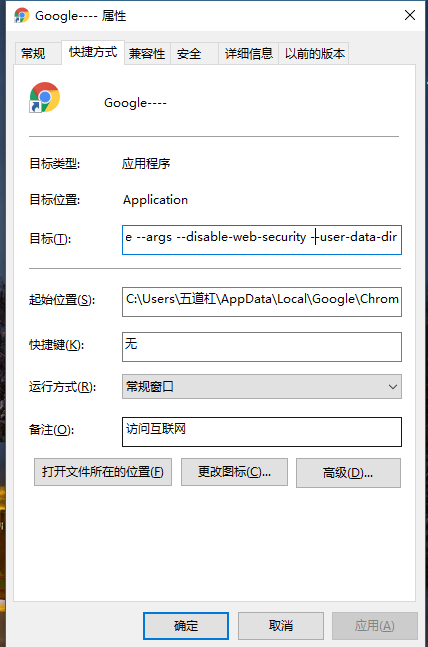 Google---- 属性
常规 快捷方式 兼容性 安全 详细信息 以前的版本
Google----
目标类型: 应用程序
目标位置: Application
目标(T): e --args --disable-web-security --user-data-dir
起始位置(S): C:\Users\五道杠\AppData\Local\Google\Chrom
快捷键(K): 无
运行方式(R): 常规窗口
备注(O): 访问互联网
打开文件所在的位置(F) 更改图标(C)... 高级(D)...
确定 取消 应用(A)